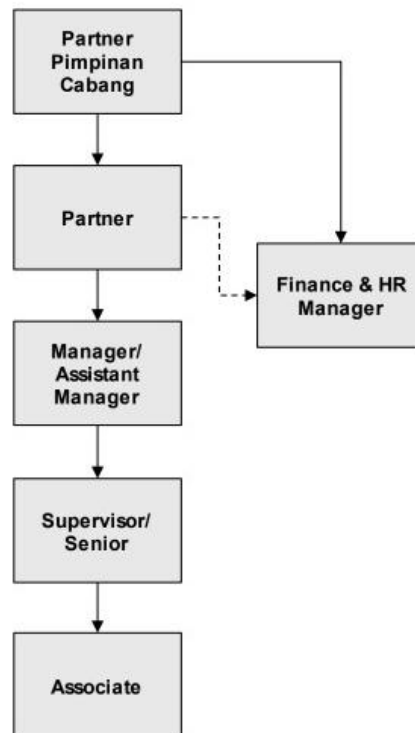 Partner
Pimpinan
Cabang
Partner
Finance & HR
Manager
Manager/
Assistant
Manager
Supervisor/
Senior
Associate